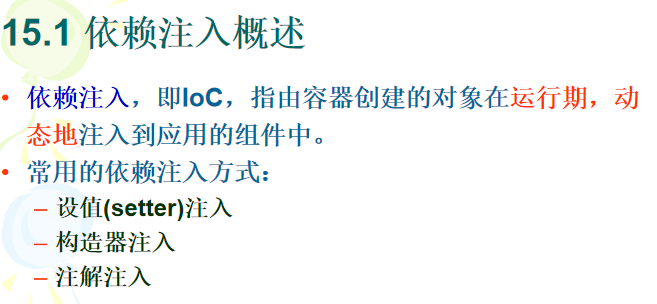 15.1 依赖注入概述
• 依赖注入，即IoC，指由容器创建的对象在运行期，动
态地注入到应用的组件中。
• 常用的依赖注入方式：
– 设值(setter)注入
– 构造器注入
– 注解注入